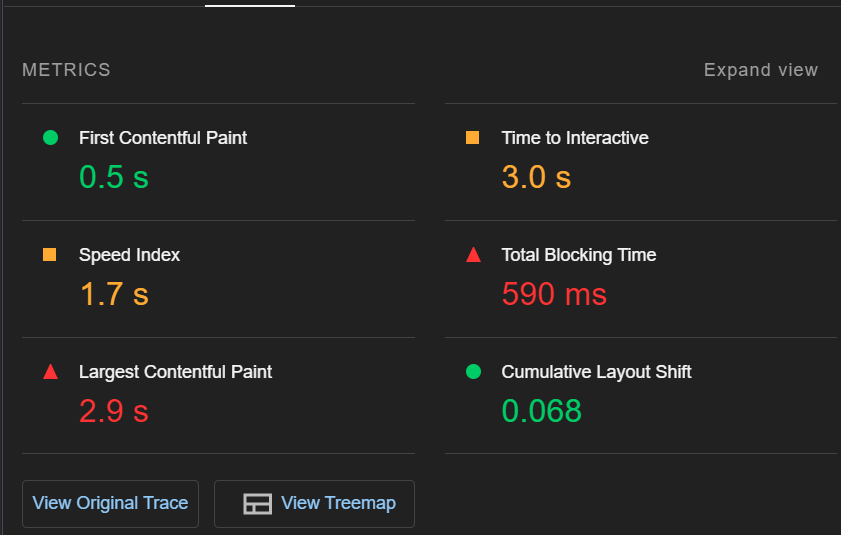 METRICS
Expand view
First Contentful Paint
0.5 s
Time to Interactive
3.0 s
Speed Index
1.7 s
Total Blocking Time
590 ms
Largest Contentful Paint
2.9 s
Cumulative Layout Shift
0.068
View Original Trace
View Treemap